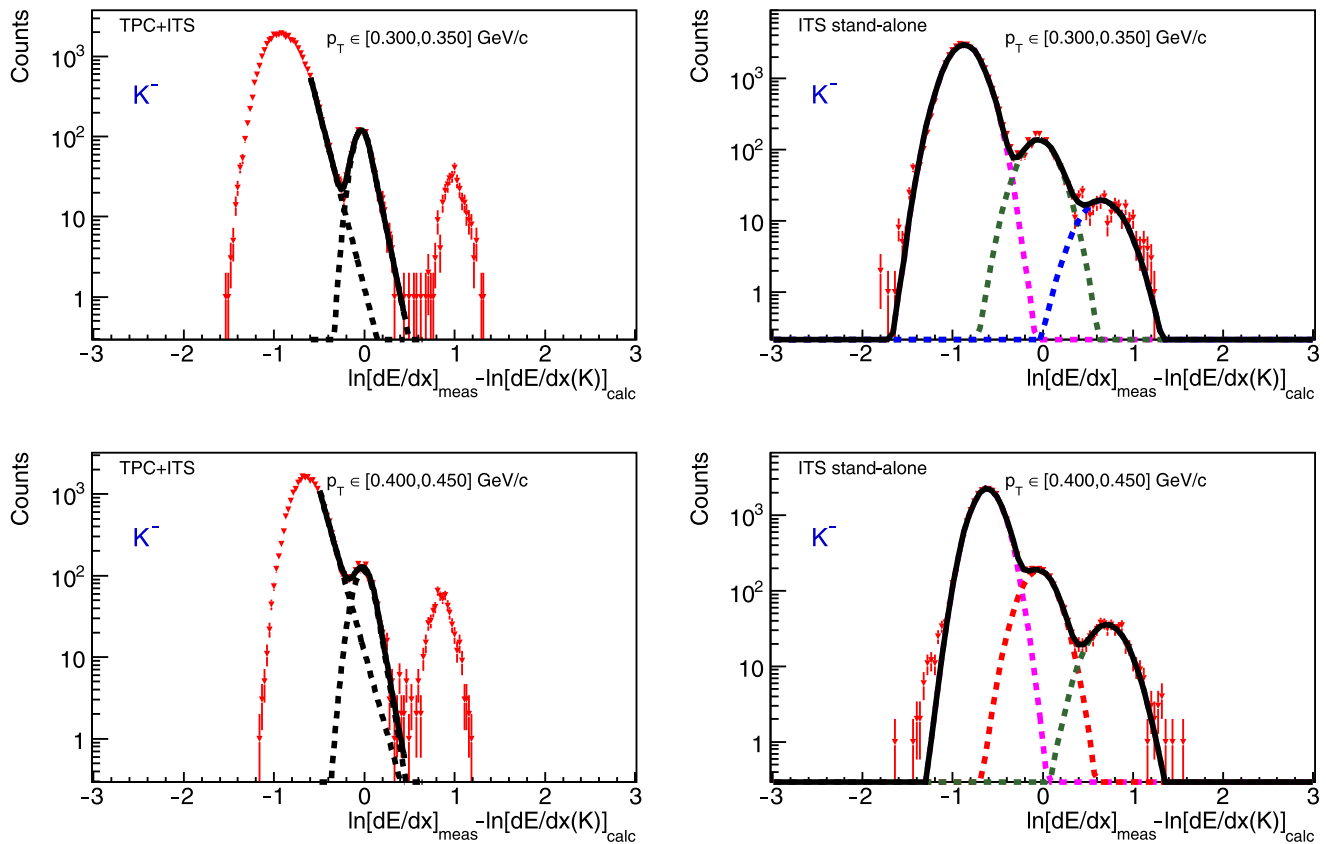 TPC+ITS
p_T ∈ [0.300,0.350] GeV/c
K⁻
Counts
10³
10²
10
1
−3 −2 −1 0 1 2 3
ln[dE/dx]_meas-ln[dE/dx(K)]_calc
ITS stand-alone
p_T ∈ [0.300,0.350] GeV/c
K⁻
Counts
10³
10²
10
1
−3 −2 −1 0 1 2 3
ln[dE/dx]_meas-ln[dE/dx(K)]_calc
TPC+ITS
p_T ∈ [0.400,0.450] GeV/c
K⁻
Counts
10³
10²
10
1
−3 −2 −1 0 1 2 3
ln[dE/dx]_meas-ln[dE/dx(K)]_calc
ITS stand-alone
p_T ∈ [0.400,0.450] GeV/c
K⁻
Counts
10³
10²
10
1
−3 −2 −1 0 1 2 3
ln[dE/dx]_meas-ln[dE/dx(K)]_calc